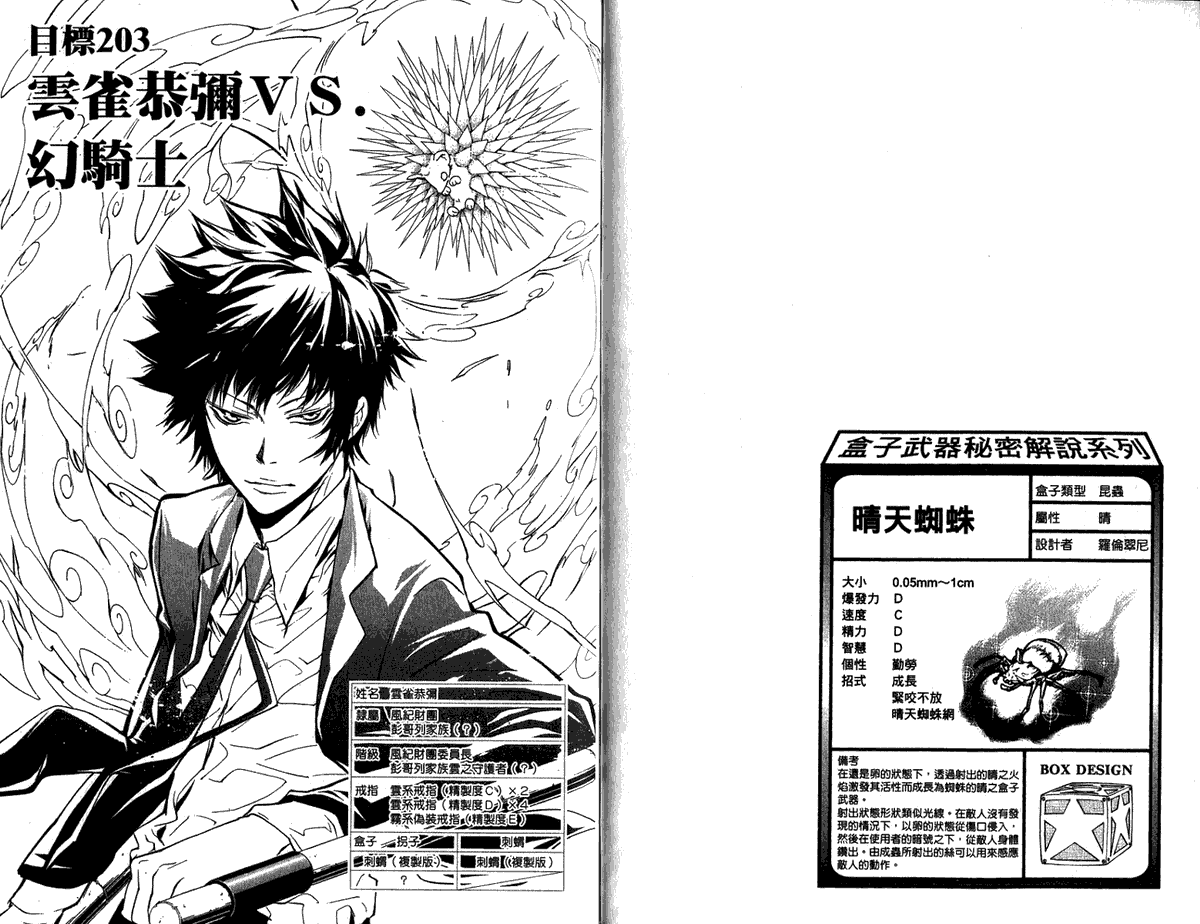 目標203
雲雀恭彌VS.
幻騎士
姓名 雲雀恭彌
隸屬 風紀財團
彭哥列家族(?)
階級 風紀財團委員長
彭哥列家族雲之守護者(?)
戒指 雲系戒指(精製度C)×2
雲系戒指(精製度D)×4
霧系偽裝戒指(精製度E)
盒子 拐子 刺蝟
刺蝟(複製版) 刺蝟(複製版)
?
盒子武器秘密解說系列
晴天蜘蛛
盒子類型 昆蟲
屬性 晴
設計者 羅倫翠尼
大小 0.05mm～1cm
爆發力 D
速度 C
精力 D
智慧 D
個性 勤勞
招式 成長
緊咬不放
晴天蜘蛛網
備考
在還是卵的狀態下，透過射出的晴之火
焰激發其活性而成長為蜘蛛的晴之盒子
武器。
射出狀態形狀類似光線。在敵人沒有發
現的情況下，以卵的狀態從傷口侵入，
然後在使用者的暗號之下，從敵人身體
鑽出。由成蟲所射出的絲可以用來感應
敵人的動作。
BOX DESIGN